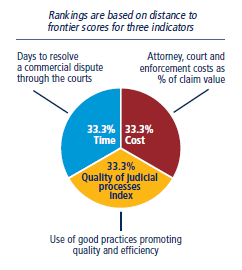 Rankings are based on distance to
frontier scores for three indicators
Days to resolve
a commercial dispute
through the courts
Attorney, court and
enforcement costs as
% of claim value
33.3%
Time
33.3%
Cost
33.3%
Quality of judicial
processes
index
Use of good practices promoting
quality and efficiency